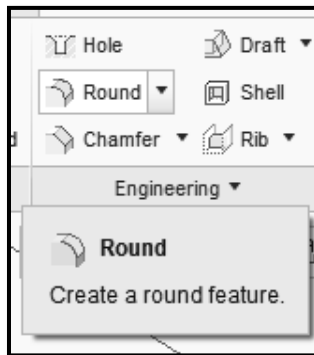 Hole Draft ▼
Round ▼ Shell
d Chamfer ▼ Rib ▼
Engineering ▼
Round
Create a round feature.